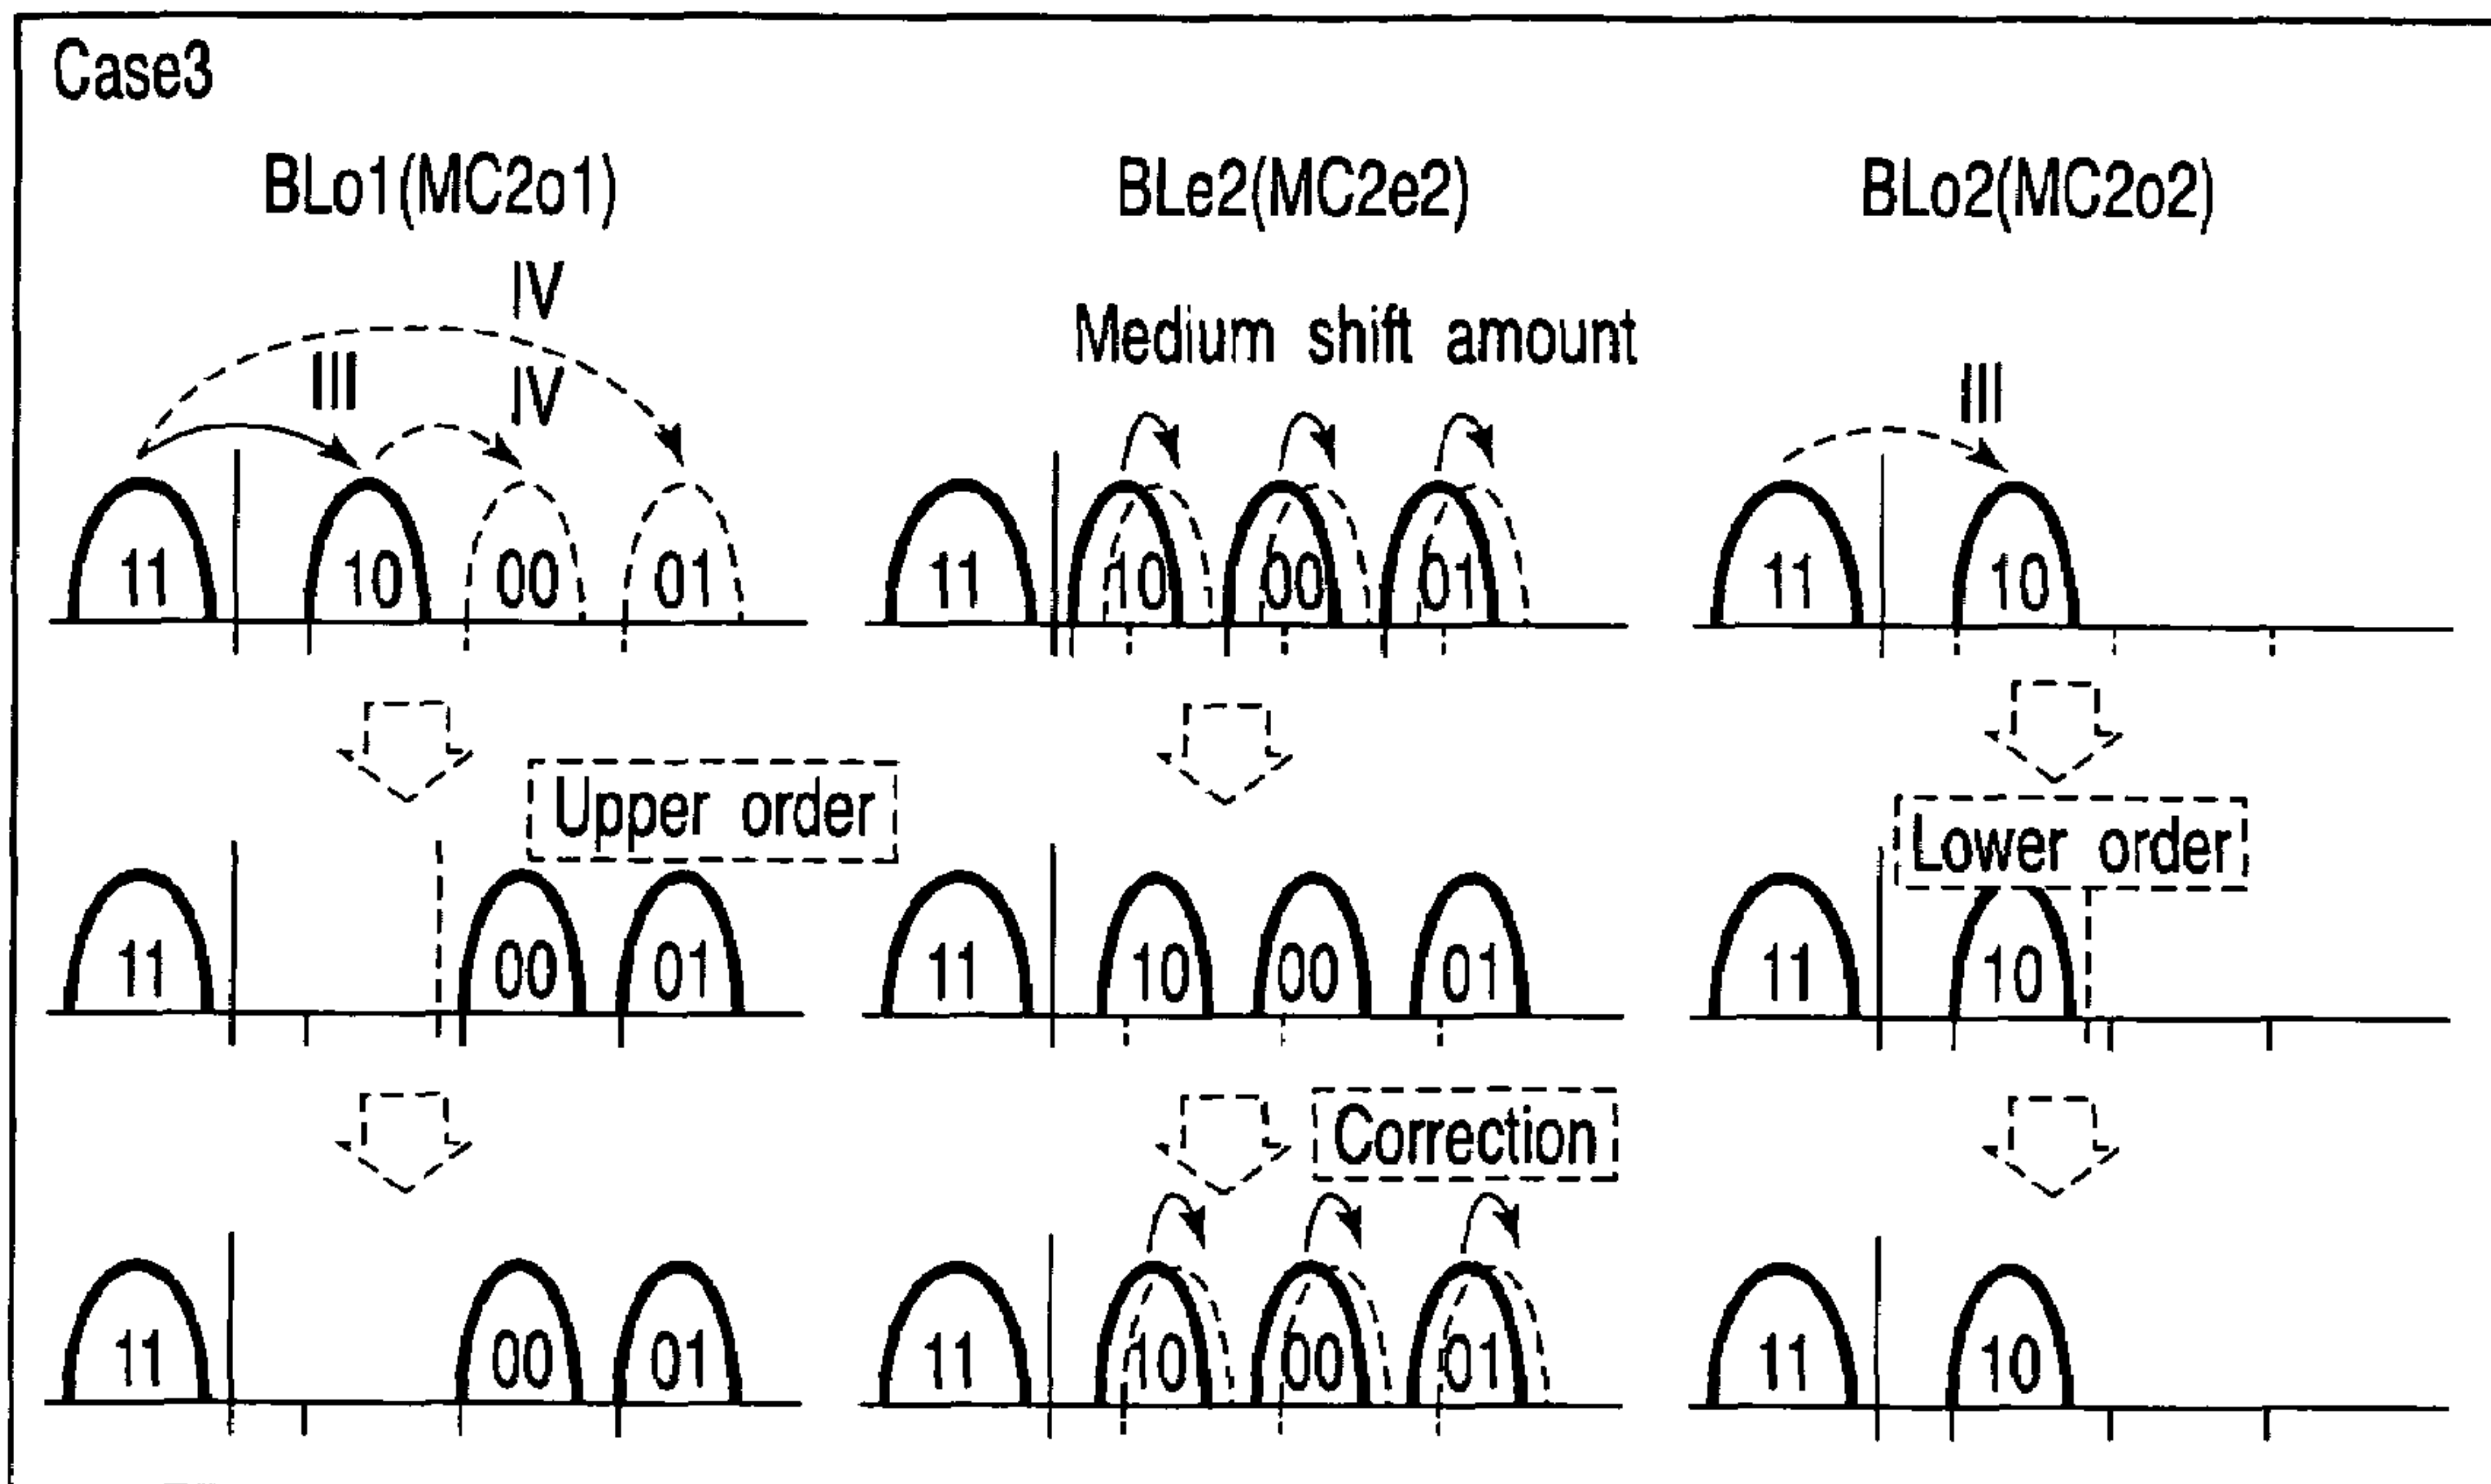 Case3
BLo1(MC2o1) BLe2(MC2e2) BLo2(MC2o2)
IV
Medium shift amount
III IV III
11 10 00 01 11 10 00 01 11 10
Upper order
Lower order
11 00 01 11 10 00 01 11 10
Correction
11 00 01 11 10 00 01 11 10